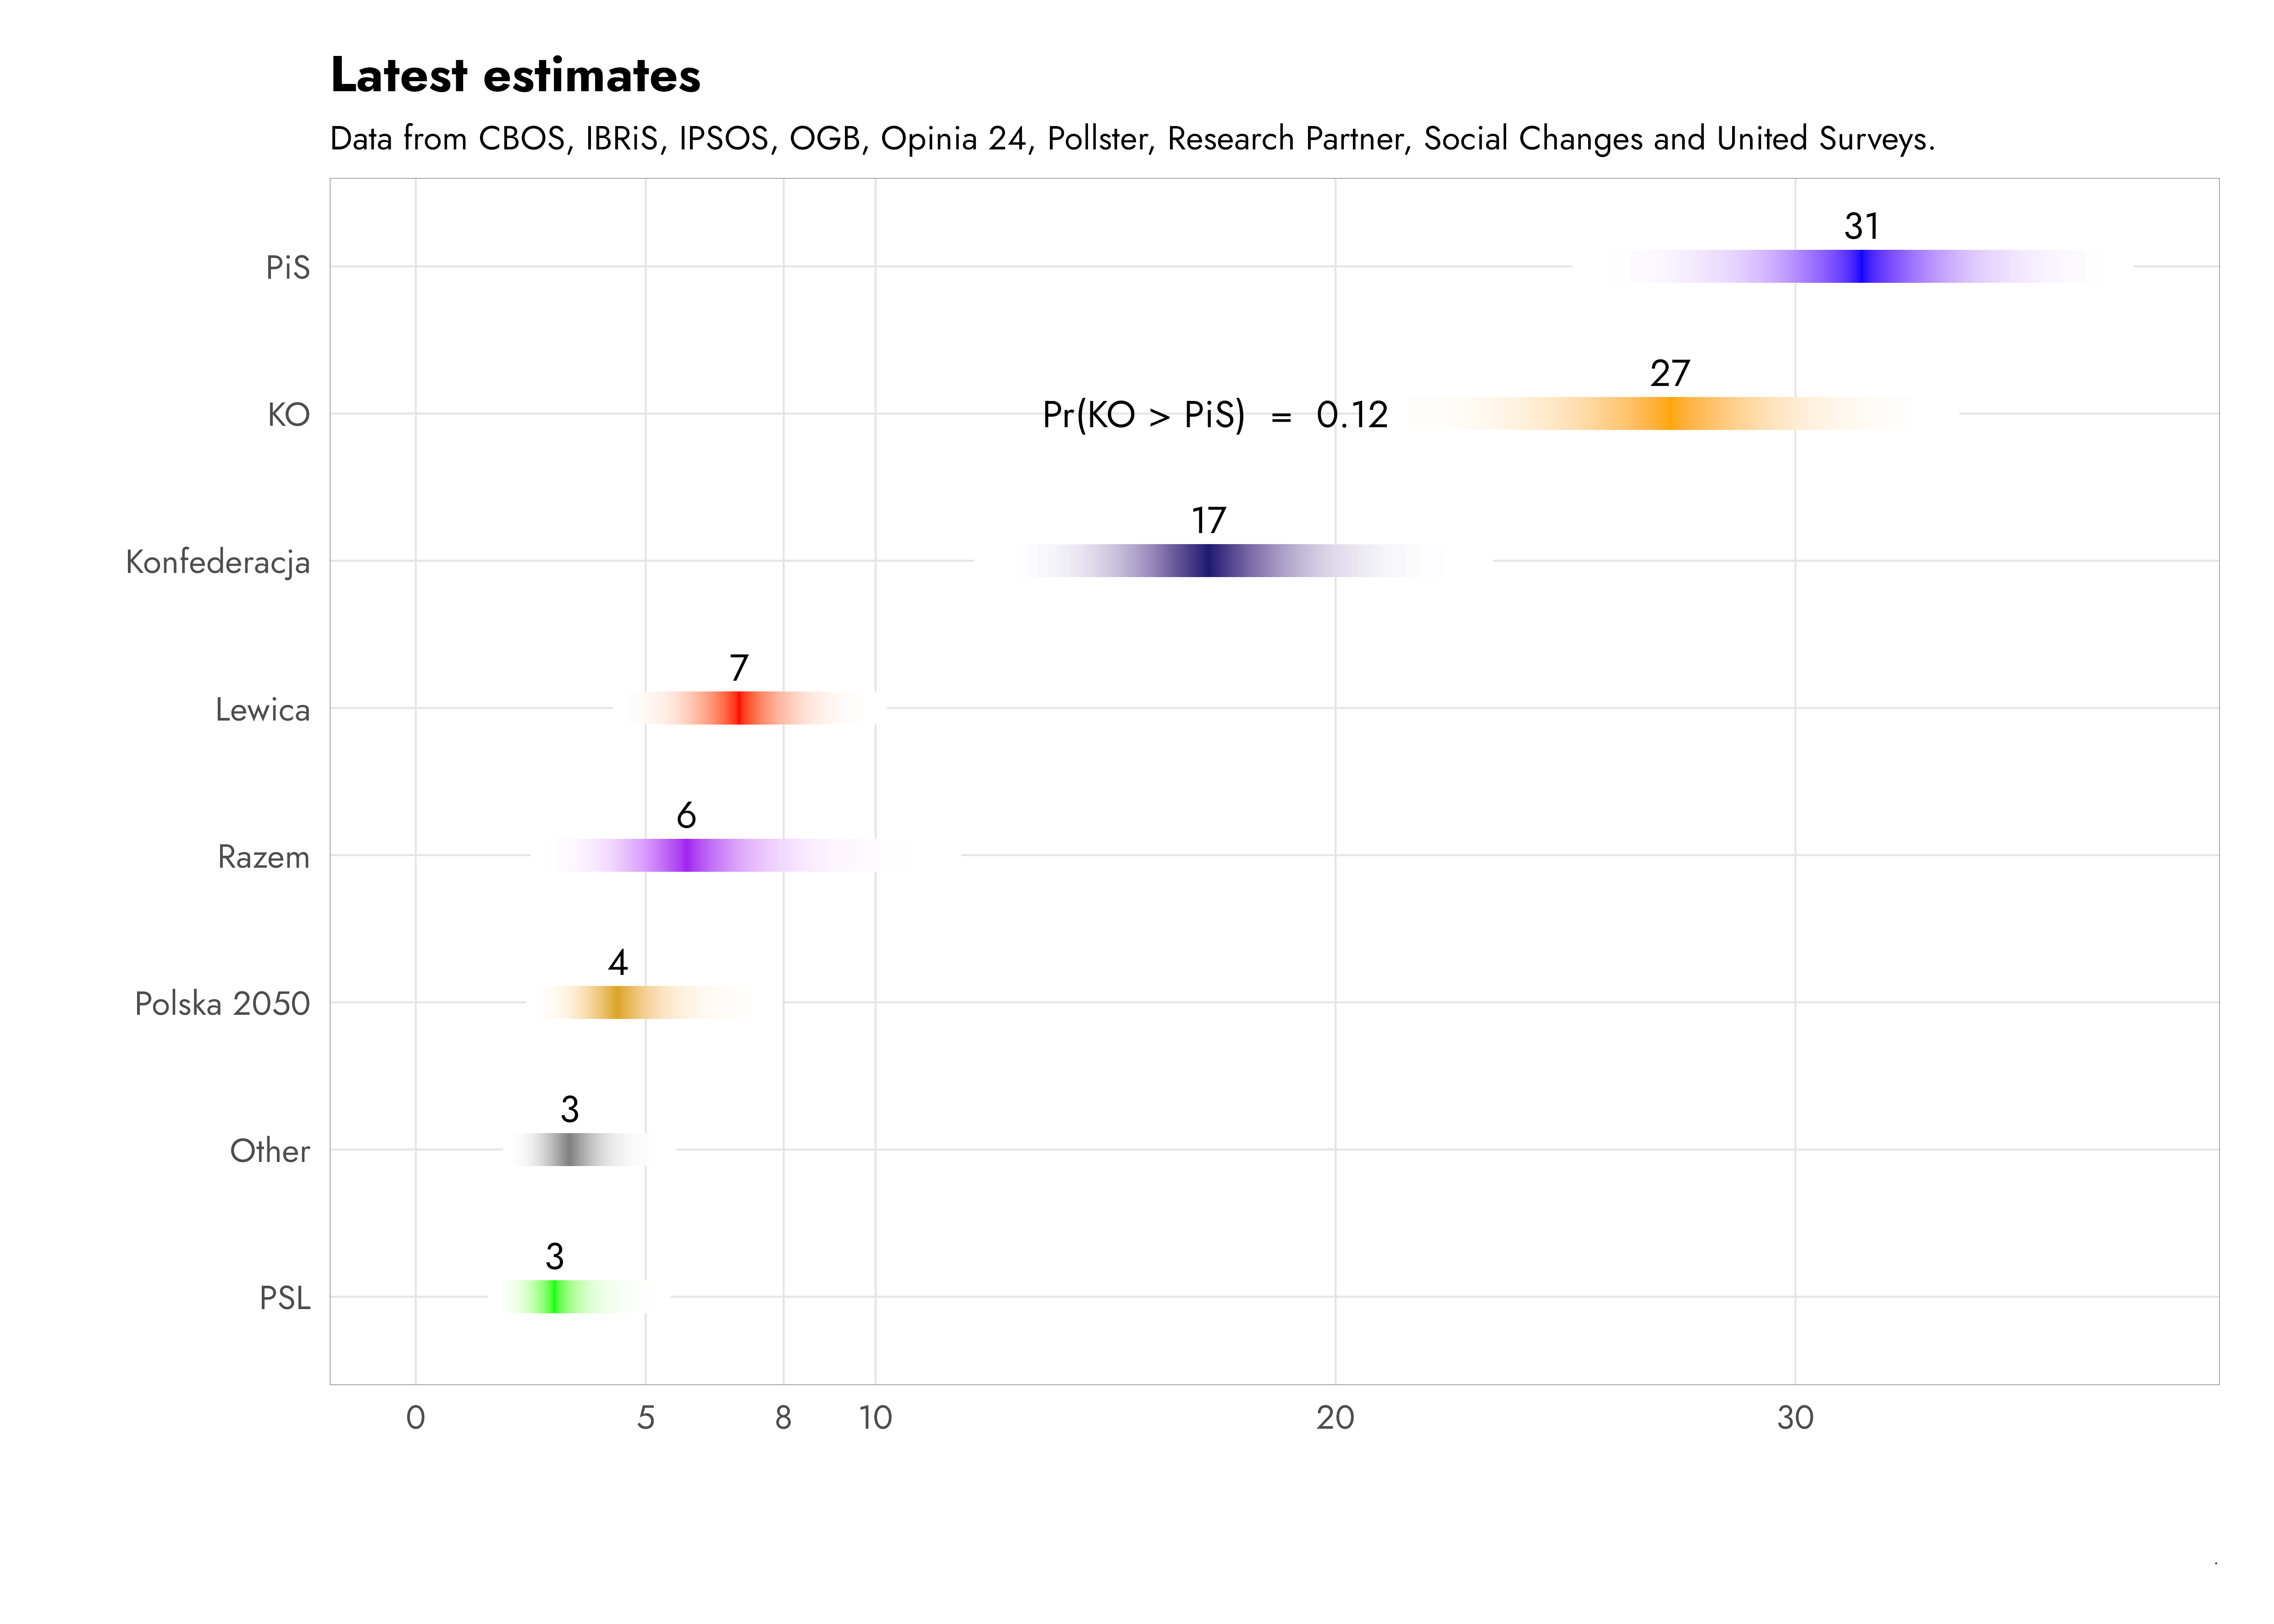 Latest estimates
Data from CBOS, IBRiS, IPSOS, OGB, Opinia 24, Pollster, Research Partner, Social Changes and United Surveys.
31
PiS
27
KO
Pr(KO > PiS) = 0.12
17
Konfederacja
7
Lewica
6
Razem
4
Polska 2050
3
Other
3
PSL
0 5 8 10 20 30
.